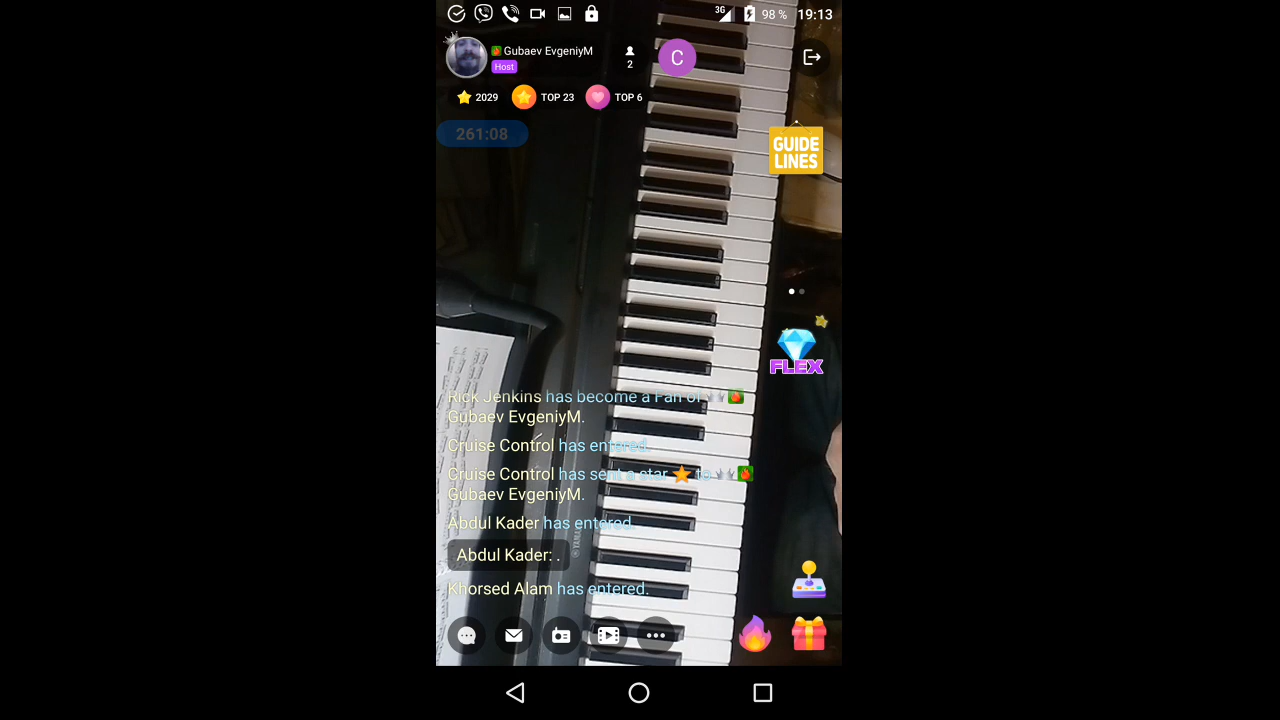 3G 98 % 19:13
Gubaev EvgeniyM
Host
2
C
2029 TOP 23 TOP 6
261:08
GUIDE
LINES
FLEX
Rick Jenkins has become a Fan of
Gubaev EvgeniyM.
Cruise Control has entered.
Cruise Control has sent a star to
Gubaev EvgeniyM.
Abdul Kader has entered.
Abdul Kader: .
Khorsed Alam has entered.